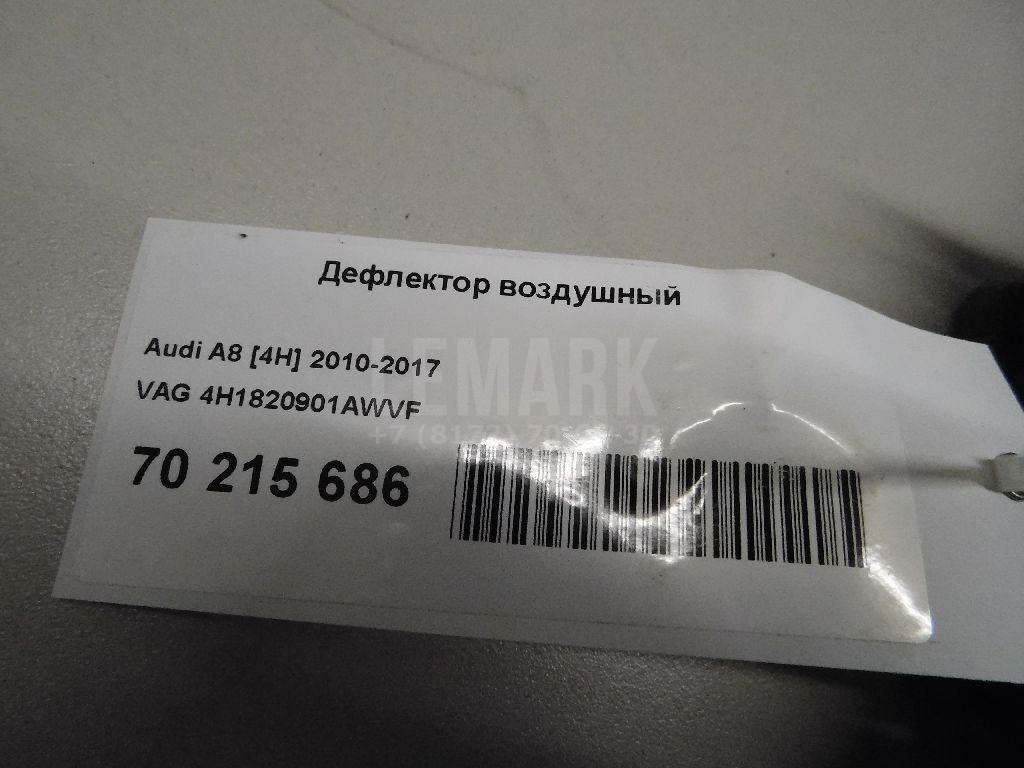 Дефлектор воздушный
Audi A8 [4H] 2010-2017
VAG 4H1820901AWVF
LEMARK
70 215 686